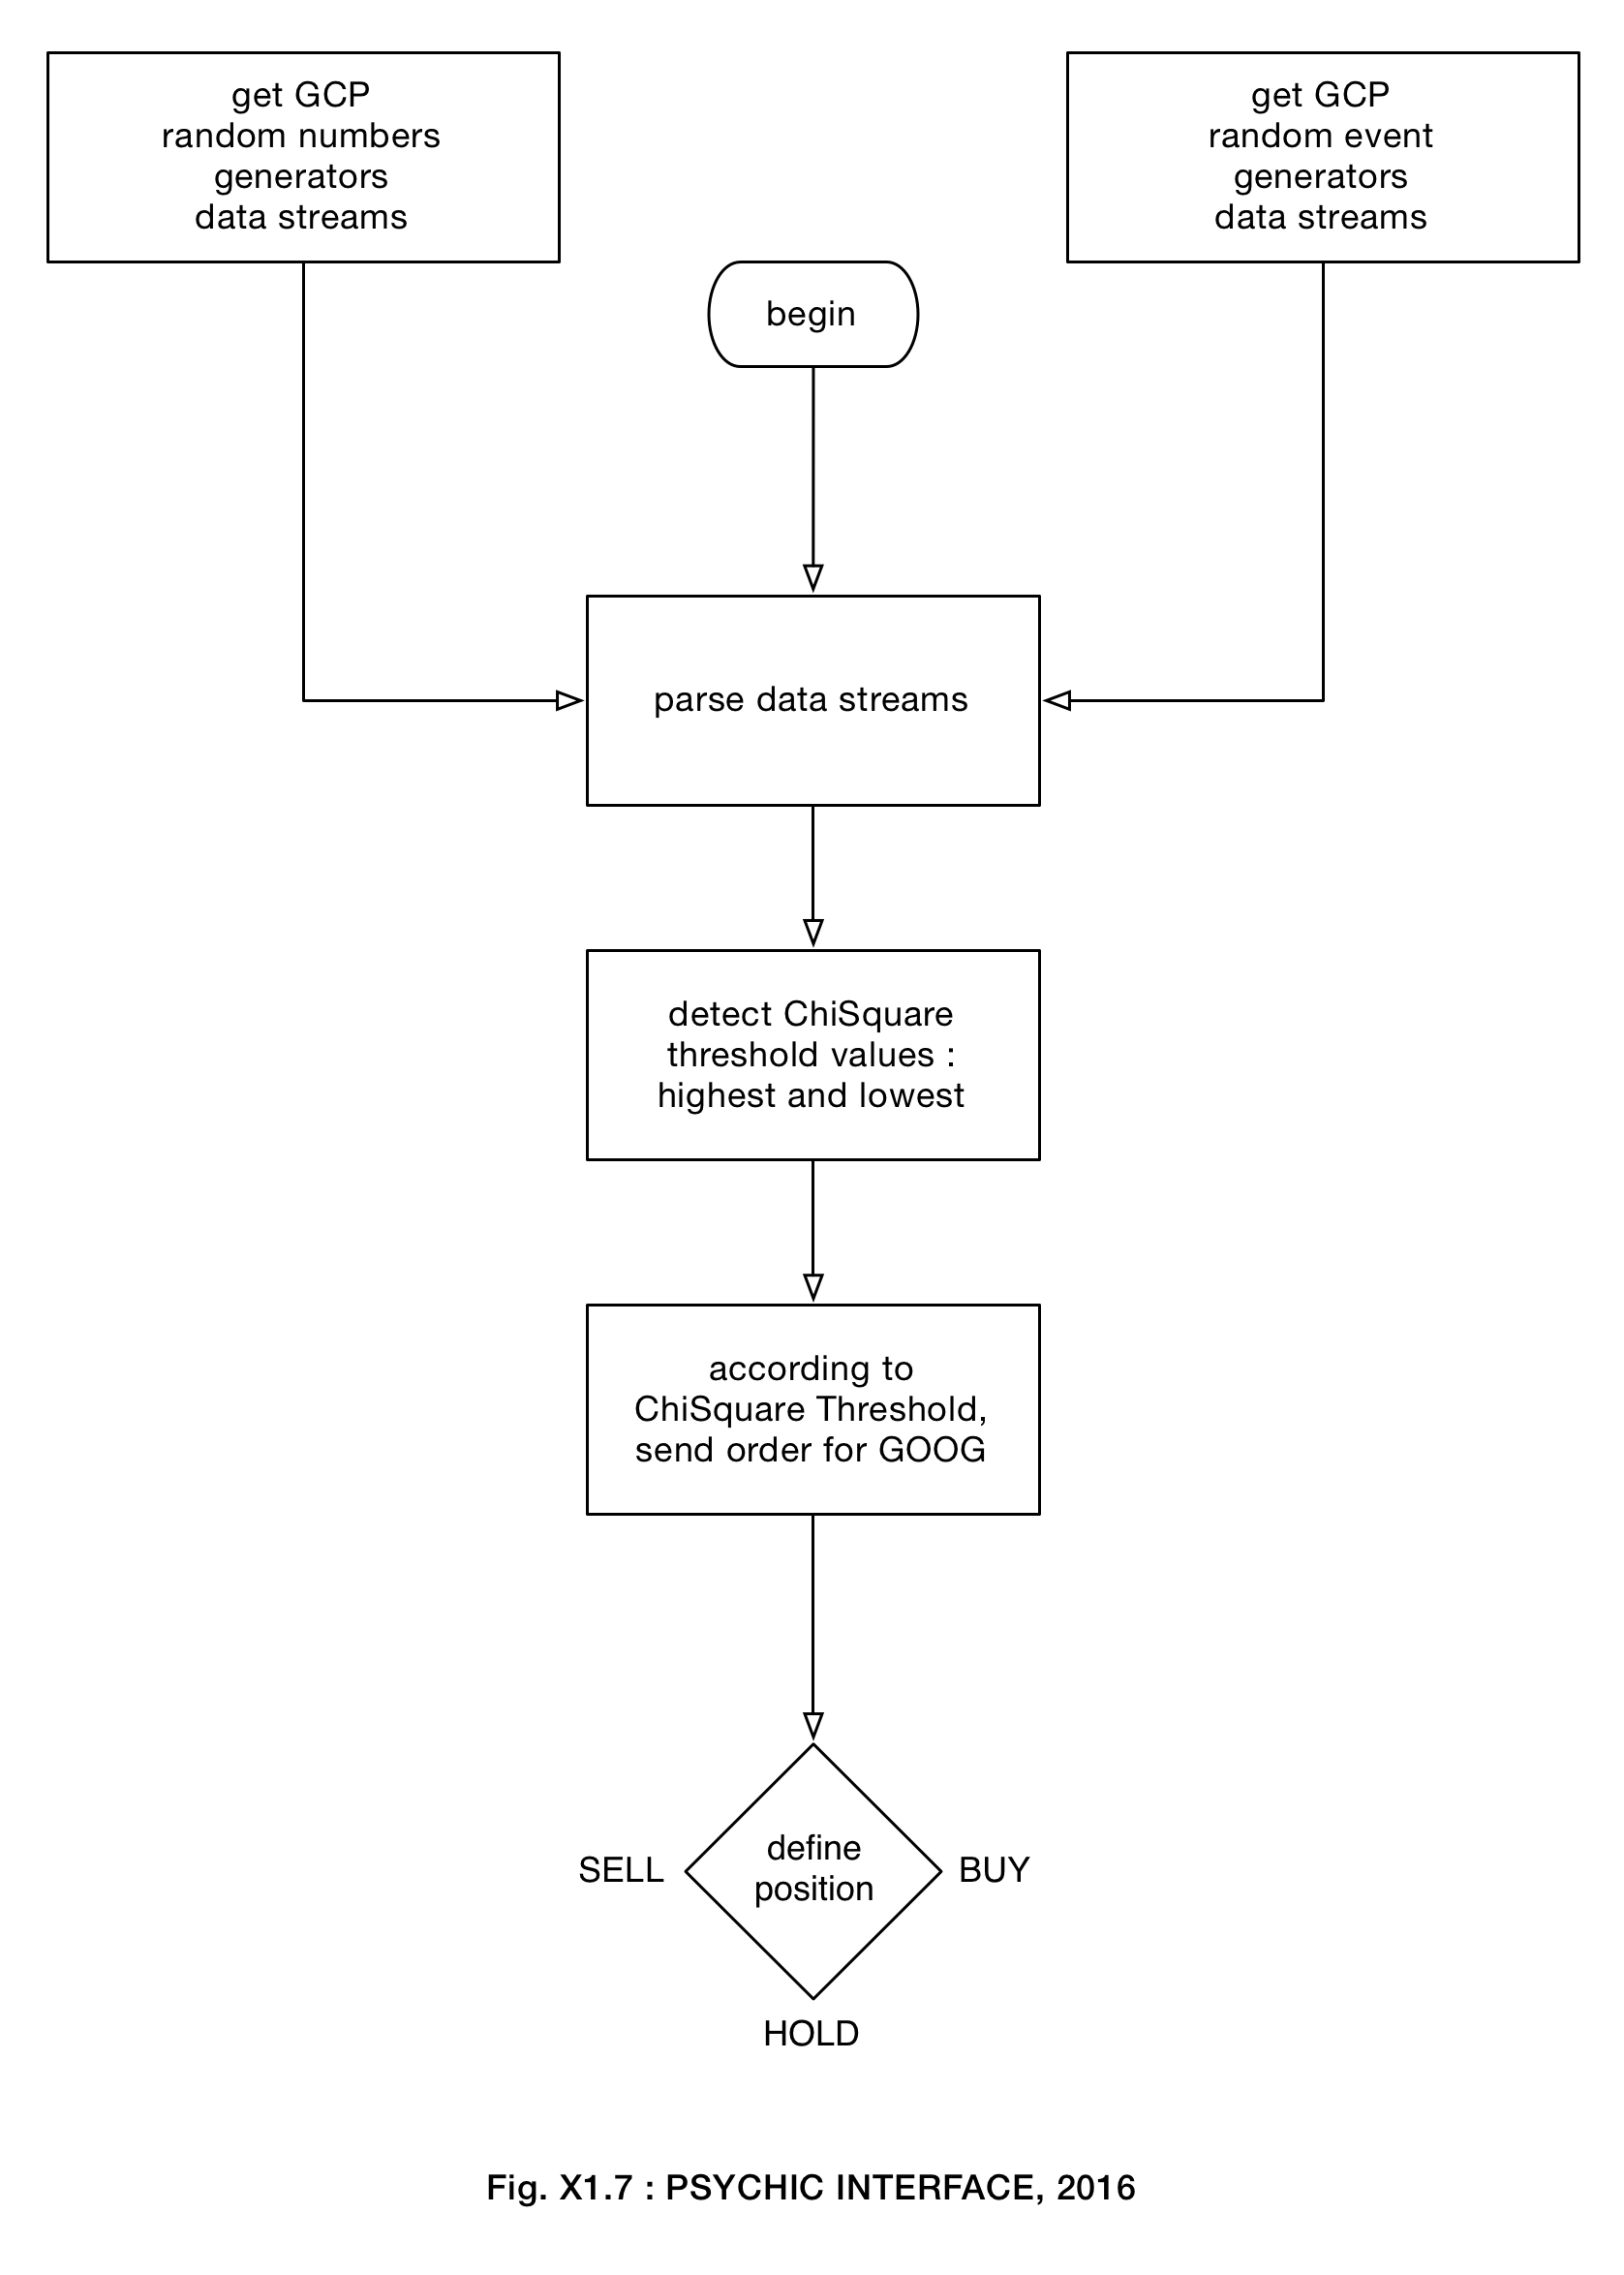 get GCP
random numbers
generators
data streams
get GCP
random event
generators
data streams
begin
parse data streams
detect ChiSquare
threshold values :
highest and lowest
according to
ChiSquare Threshold,
send order for GOOG
define
position
SELL
BUY
HOLD
Fig. X1.7 : PSYCHIC INTERFACE, 2016